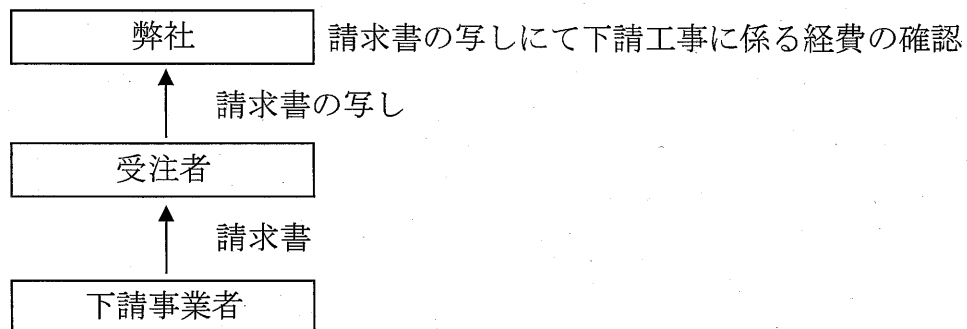 弊社
請求書の写しにて下請工事に係る経費の確認
請求書の写し
受注者
請求書
下請事業者